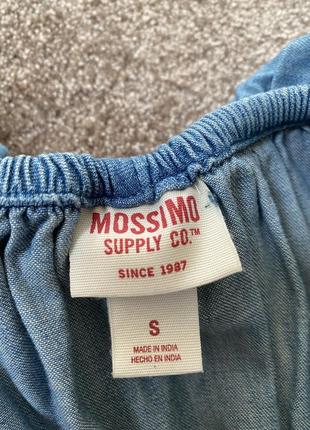 MOSSIMO
SUPPLY CO.™
SINCE 1987
S
MADE IN INDIA
HECHO EN INDIA